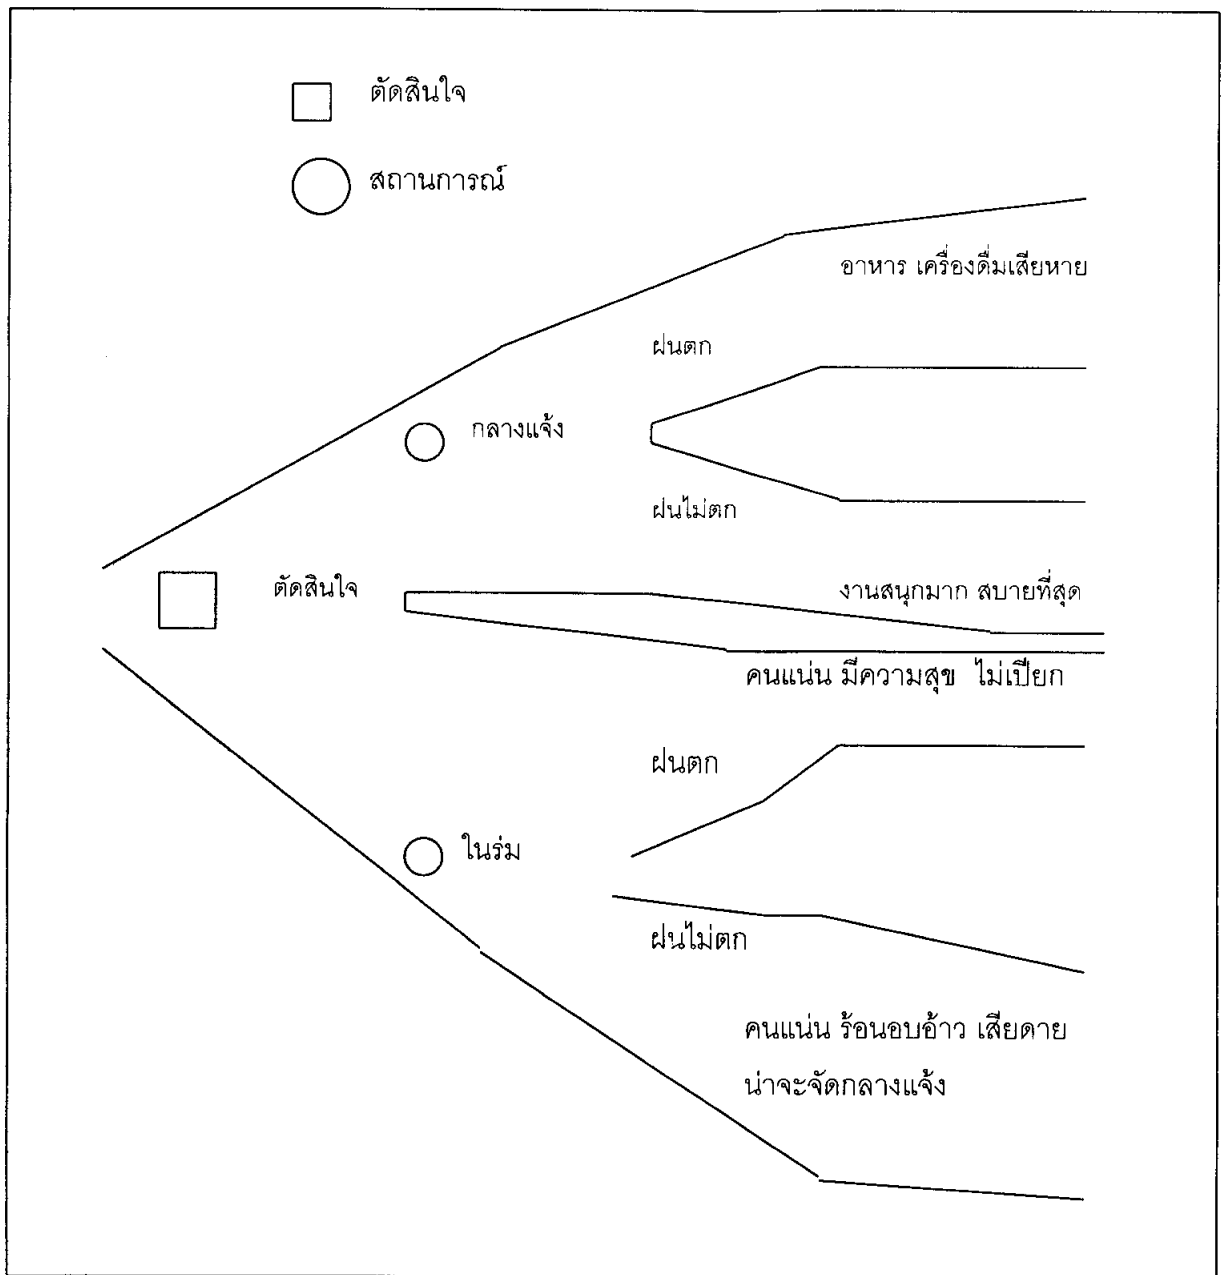 ตัดสินใจ
สถานการณ์
อาหาร เครื่องดื่มเสียหาย
ฝนตก
กลางแจ้ง
ฝนไม่ตก
ตัดสินใจ
งานสนุกมาก สบายที่สุด
คนแน่น มีความสุข ไม่เปียก
ฝนตก
ในร่ม
ฝนไม่ตก
คนแน่น ร้อนอบอ้าว เสียดาย
น่าจะจัดกลางแจ้ง